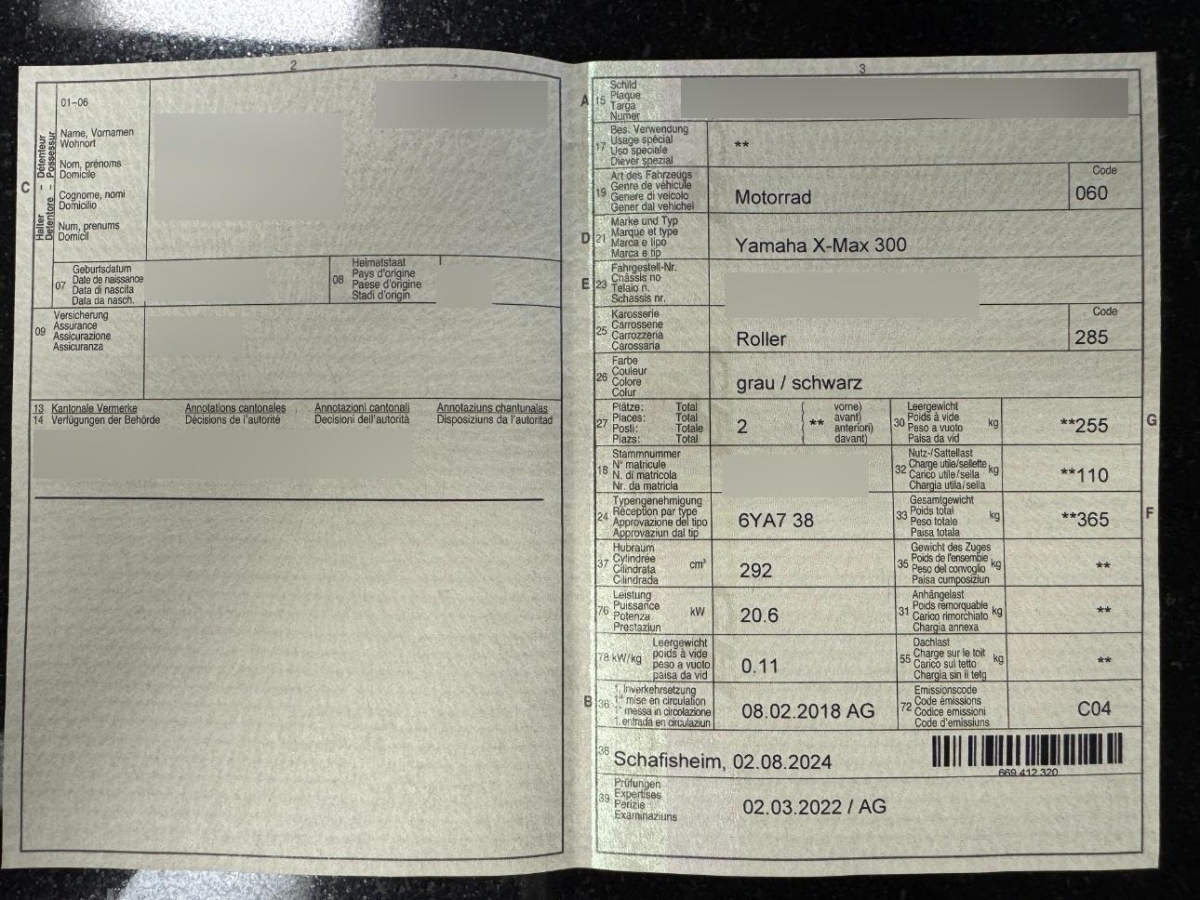 2
01–06
Halter – Détenteur
Detentore – Possessur
C
Name, Vornamen
Wohnort
Nom, prénoms
Domicile
Cognome, nomi
Domicilio
Num, prenums
Domicil
07
Geburtsdatum
Date de naissance
Data di nascita
Data da nasch.
08
Heimatstaat
Pays d'origine
Paese d'origine
Stadi d'origin
09
Versicherung
Assurance
Assicurazione
Assicuranza
13 Kantonale Vermerke Annotations cantonales Annotazioni cantonali Annotaziuns chantunalas
14 Verfügungen der Behörde Décisions de l'autorité Decisioni dell'autorità Disposiziuns da l'autoritad
3
A 15
Schild
Plaque
Targa
Numer
17
Bes. Verwendung
Usage spécial
Uso speciale
Diever spezial
**
19
Art des Fahrzeugs
Genre de véhicule
Genere di veicolo
Gener dal vehichel
Motorrad
Code
060
D 21
Marke und Typ
Marque et type
Marca e tipo
Marca e tip
Yamaha X-Max 300
E 23
Fahrgestell-Nr.
Châssis no
Telaio n.
Schassis nr.
25
Karosserie
Carrosserie
Carrozzeria
Carossaria
Roller
Code
285
26
Farbe
Couleur
Colore
Colur
grau / schwarz
27
Plätze: Total
Places: Total
Posti: Totale
Plazs: Total
2
( vorne)
( avant)
** anteriori)
( davant)
30
Leergewicht
Poids à vide
Peso a vuoto
Paisa da vid
kg
**255
G
18
Stammnummer
N° matricule
N. di matricola
Nr. da matricla
32
Nutz-/Sattellast
Charge utile/sellette
Carico utile/sella
Chargia utila/sella
kg
**110
24
Typengenehmigung
Réception par type
Approvazione del tipo
Approvaziun dal tip
6YA7 38
33
Gesamtgewicht
Poids total
Peso totale
Paisa totala
kg
**365
F
37
Hubraum
Cylindrée
Cilindrata
Cilindrada
cm³
292
35
Gewicht des Zuges
Poids de l'ensemble
Peso del convoglio
Paisa cumposiziun
kg
**
76
Leistung
Puissance
Potenza
Prestaziun
kW
20.6
31
Anhängelast
Poids remorquable
Carico rimorchiato
Chargia annexa
kg
**
78 kW/kg
Leergewicht
poids à vide
peso a vuoto
paisa da vid
0.11
55
Dachlast
Charge sur le toit
Carico sul tetto
Chargia sin il tetg
kg
**
B 36
1. Inverkehrsetzung
1re mise en circulation
1a messa in circolazione
1. entrada en circulaziun
08.02.2018 AG
72
Emissionscode
Code émissions
Codice emissioni
Code d'emissiuns
C04
38
Schafisheim, 02.08.2024
669 412 320
39
Prüfungen
Expertises
Perizie
Examinaziuns
02.03.2022 / AG